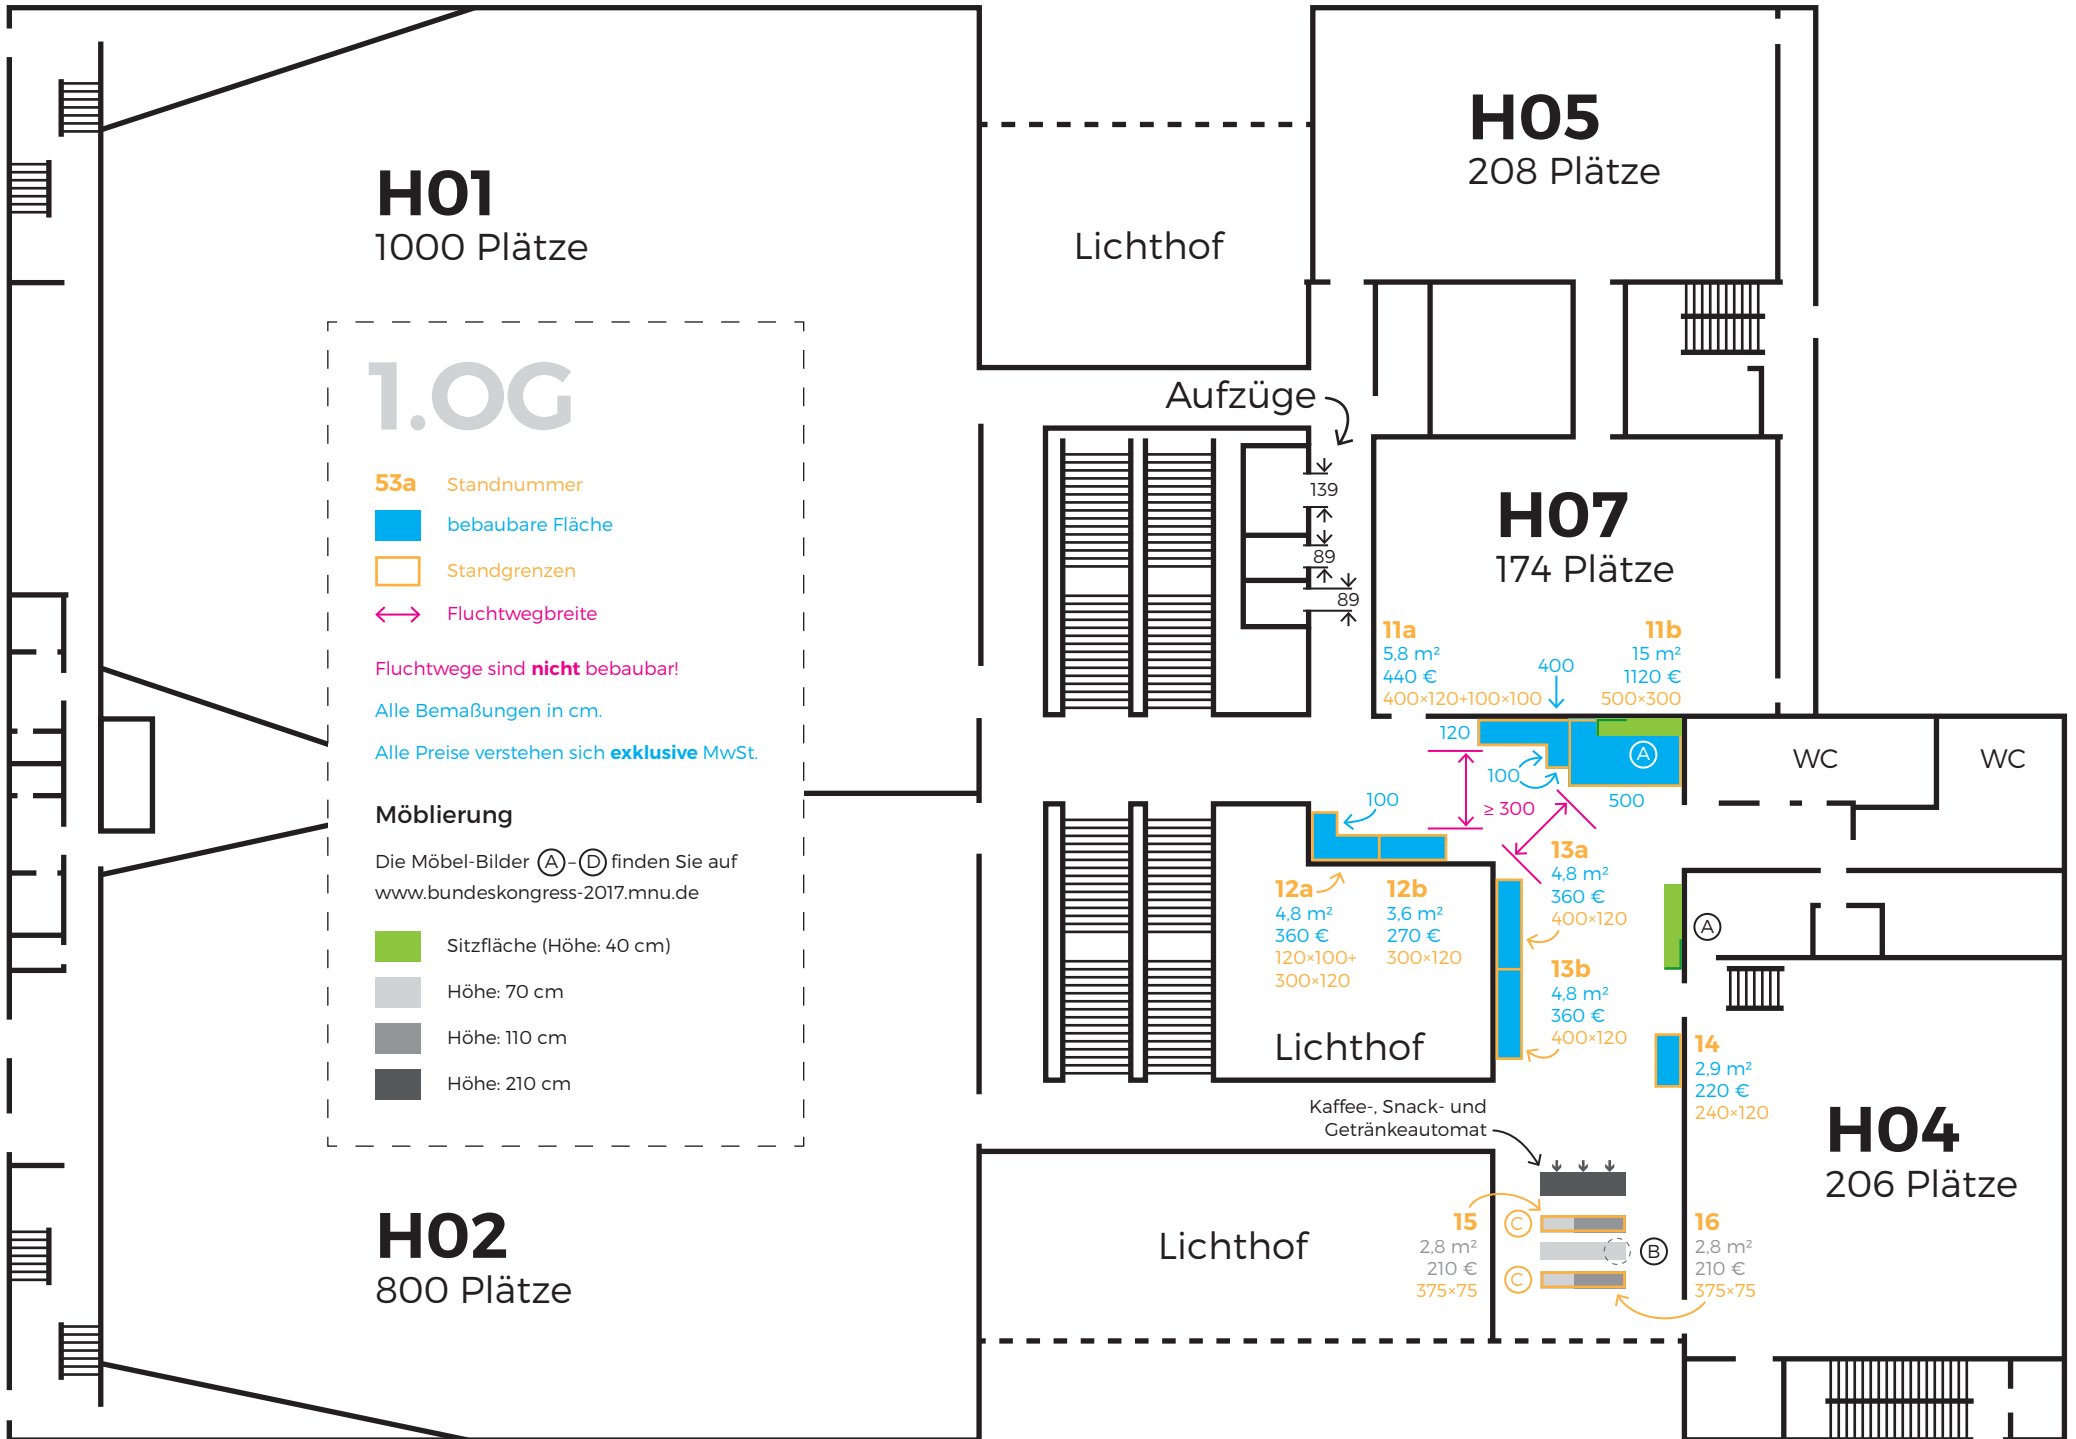 H01
1000 Plätze
Lichthof
H05
208 Plätze
1.OG
53a Standnummer
bebaubare Fläche
Standgrenzen
Fluchtwegbreite
Fluchtwege sind nicht bebaubar!
Alle Bemaßungen in cm.
Alle Preise verstehen sich exklusive MwSt.
Möblierung
Die Möbel-Bilder A–D finden Sie auf
www.bundeskongress-2017.mnu.de
Sitzfläche (Höhe: 40 cm)
Höhe: 70 cm
Höhe: 110 cm
Höhe: 210 cm
H02
800 Plätze
Aufzüge
139
89
89
H07
174 Plätze
11a
5,8 m²
440 €
400×120+100×100
400
11b
15 m²
1120 €
500×300
120
100
A
500
≥ 300
WC
WC
100
12a
4,8 m²
360 €
120×100+
300×120
12b
3,6 m²
270 €
300×120
13a
4,8 m²
360 €
400×120
13b
4,8 m²
360 €
400×120
A
Lichthof
14
2,9 m²
220 €
240×120
H04
206 Plätze
Kaffee-, Snack- und
Getränkeautomat
Lichthof
15
2,8 m²
210 €
375×75
C
B
C
16
2,8 m²
210 €
375×75